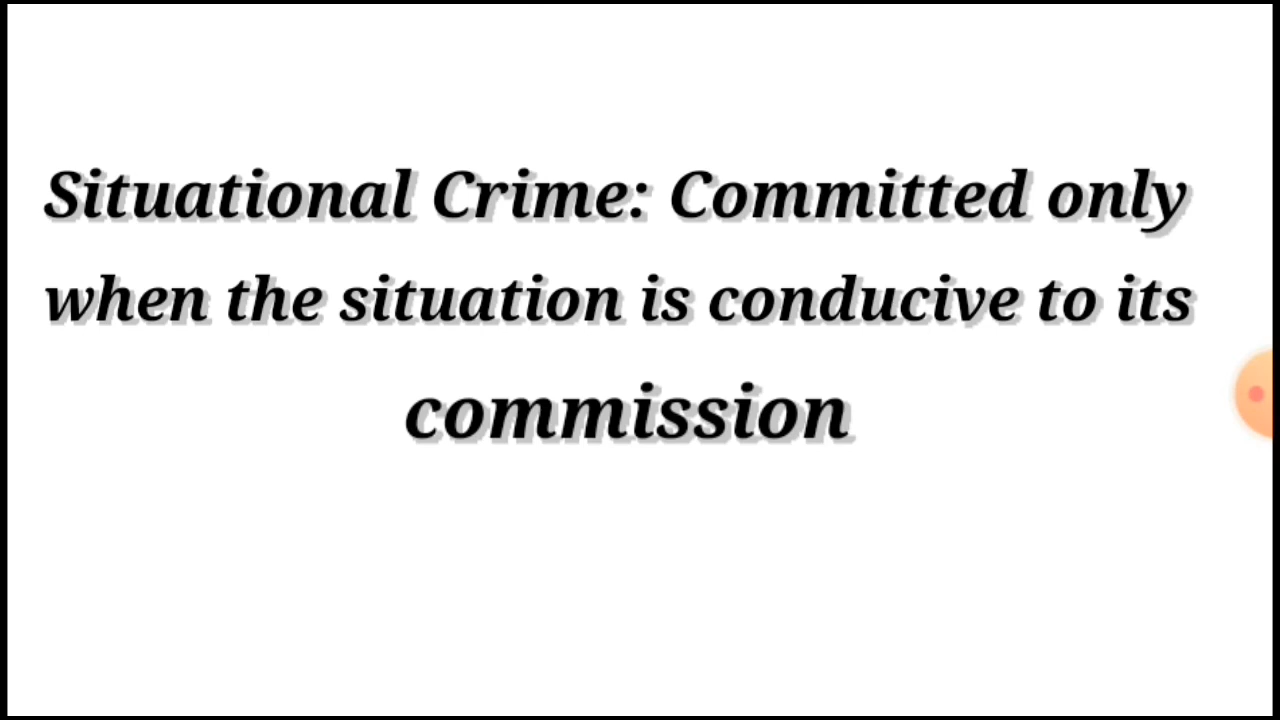 Situational Crime: Committed only
when the situation is conducive to its
commission